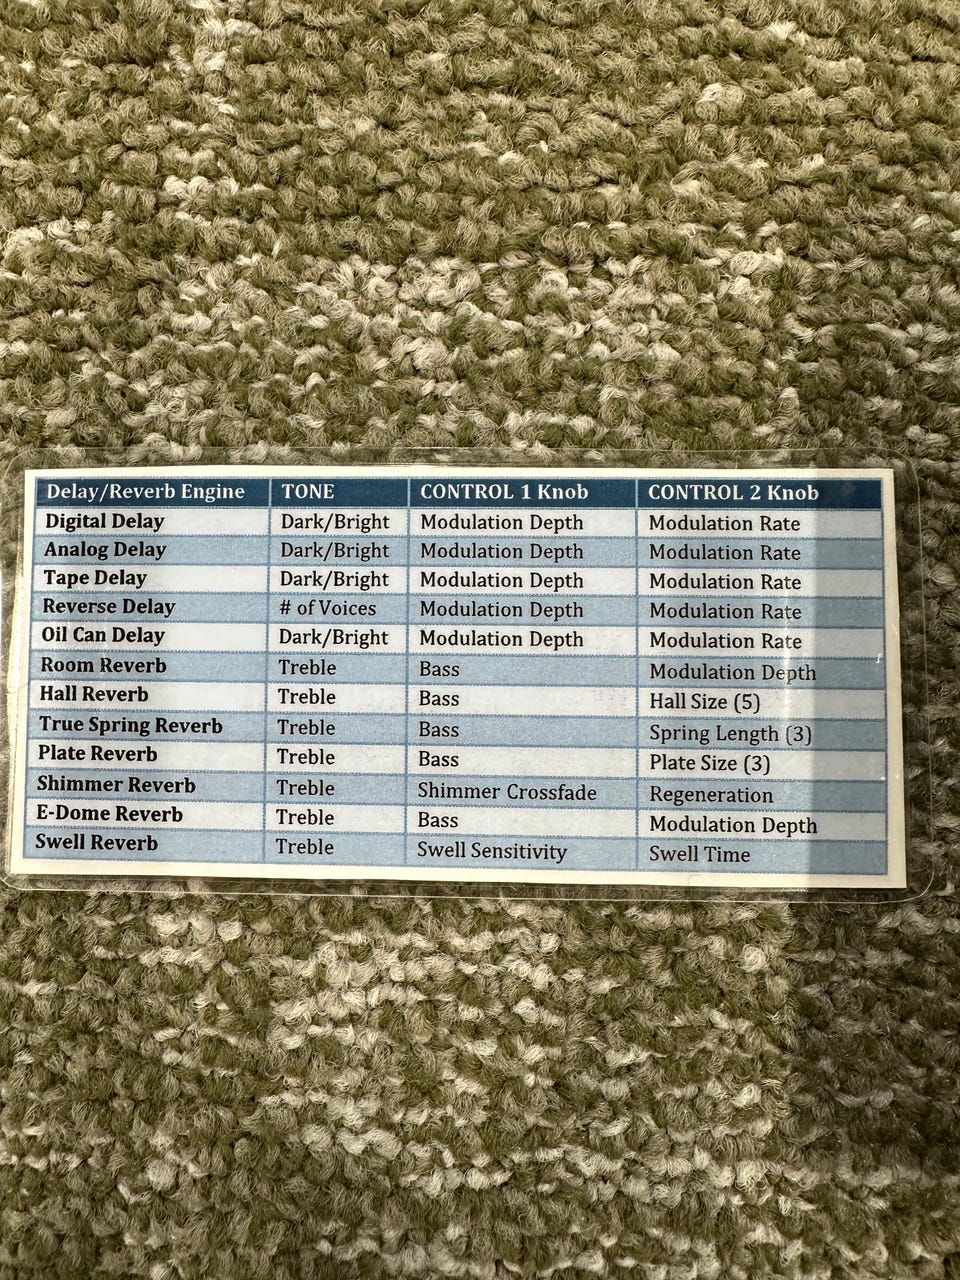 Delay/Reverb Engine TONE CONTROL 1 Knob CONTROL 2 Knob
Digital Delay Dark/Bright Modulation Depth Modulation Rate
Analog Delay Dark/Bright Modulation Depth Modulation Rate
Tape Delay Dark/Bright Modulation Depth Modulation Rate
Reverse Delay # of Voices Modulation Depth Modulation Rate
Oil Can Delay Dark/Bright Modulation Depth Modulation Rate
Room Reverb Treble Bass Modulation Depth
Hall Reverb Treble Bass Hall Size (5)
True Spring Reverb Treble Bass Spring Length (3)
Plate Reverb Treble Bass Plate Size (3)
Shimmer Reverb Treble Shimmer Crossfade Regeneration
E-Dome Reverb Treble Bass Modulation Depth
Swell Reverb Treble Swell Sensitivity Swell Time